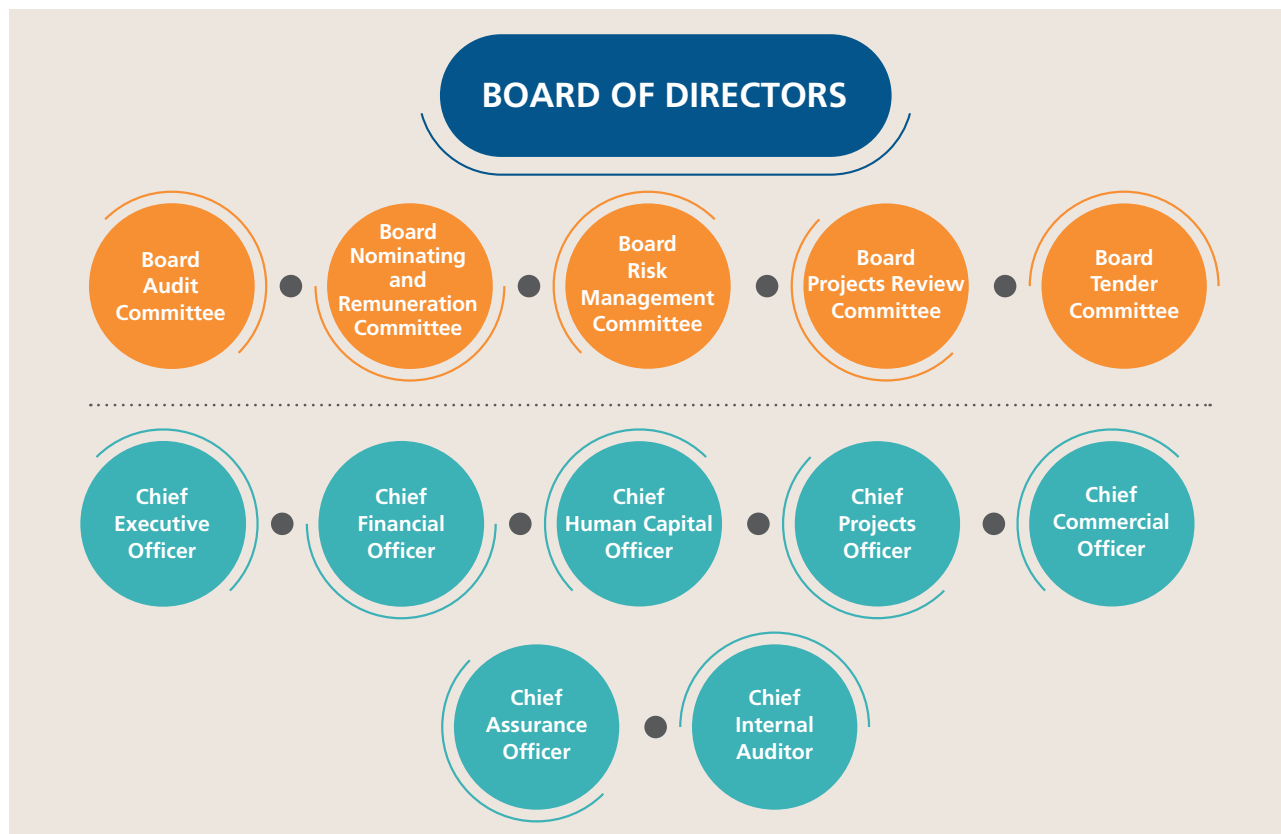 BOARD OF DIRECTORS
Board
Audit
Committee
Board
Nominating
and
Remuneration
Committee
Board
Risk
Management
Committee
Board
Projects Review
Committee
Board
Tender
Committee
Chief
Executive
Officer
Chief
Financial
Officer
Chief
Human Capital
Officer
Chief
Projects
Officer
Chief
Commercial
Officer
Chief
Assurance
Officer
Chief
Internal
Auditor